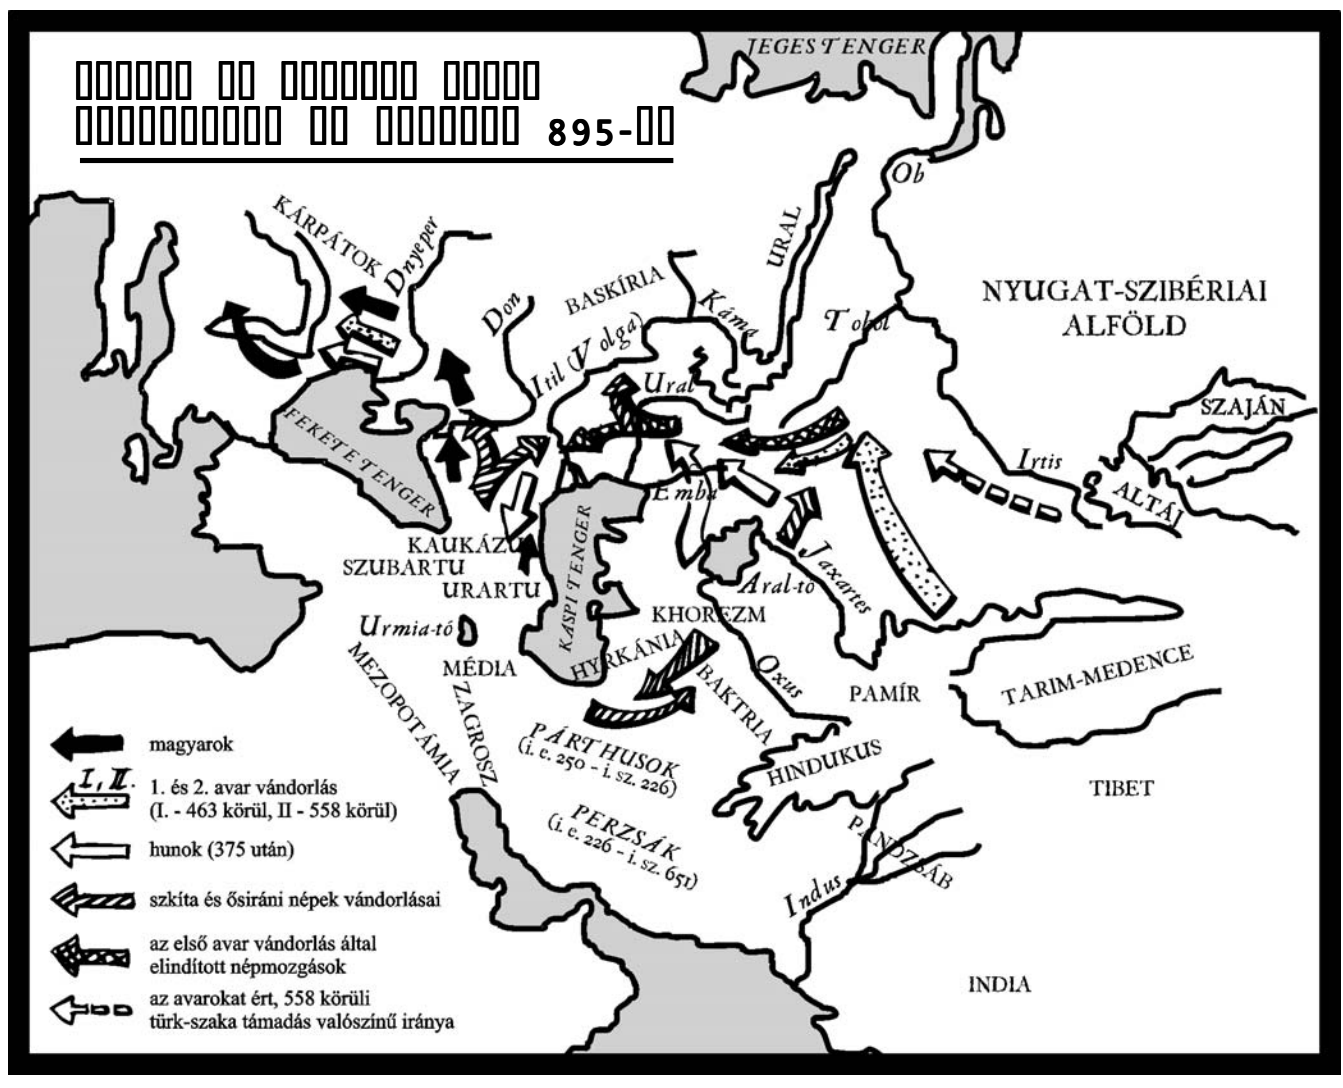 895-
JEGES TENGER
Ob
KÁRPÁTOK
Dnyeper
Don
BASKÍRIA
Itil (Volga)
Káma
URAL
Tobol
NYUGAT-SZIBÉRIAI
ALFÖLD
Ural
SZAJÁN
FEKETE TENGER
Emba
Irtis
ALTÁJ
KAUKÁZU
SZUBARTU
URARTU
KASPI TENGER
Jaxartes
Aral-tó
Urmia-tó
KHOREZM
MÉDIA
HYRKÁNIA
MEZOPOTÁMIA
ZAGROSZ
BAKTRIA
Oxus
PAMÍR
TARIM-MEDENCE
PÁRTHUSOK
(i. e. 250 – i. sz. 226)
HINDUKUS
TIBET
PERZSÁK
(i. e. 226 – i. sz. 651)
PANDZSÁB
Indus
INDIA
magyarok
I, II.
1. és 2. avar vándorlás
(I. - 463 körül, II - 558 körül)
hunok (375 után)
szkíta és ősiráni népek vándorlásai
az első avar vándorlás által
elindított népmozgások
az avarokat ért, 558 körüli
türk-szaka támadás valószínű iránya